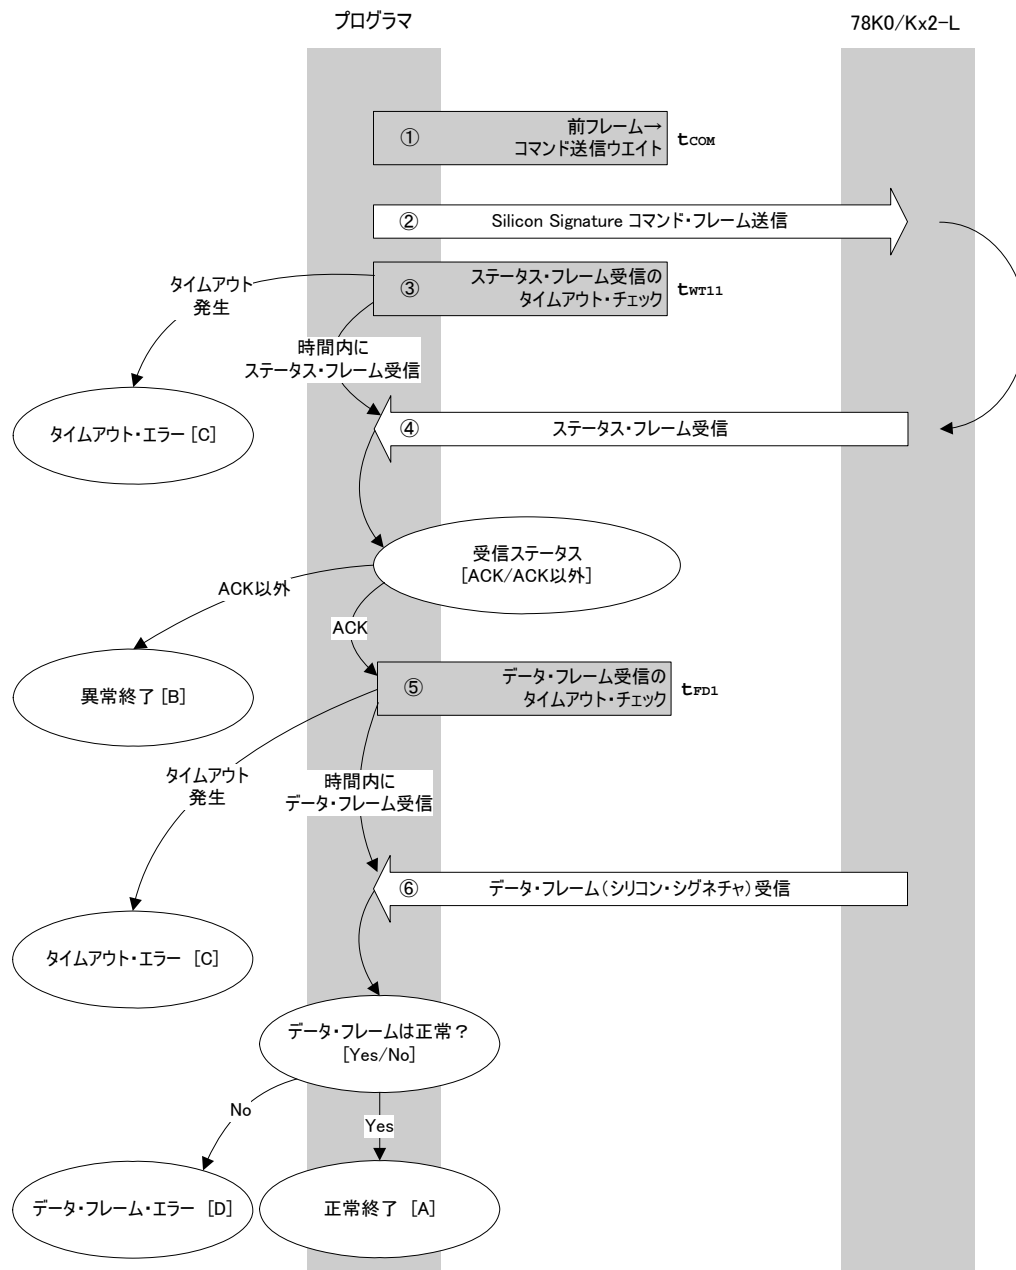 プログラマ
78K0/Kx2-L
①
前フレーム→
コマンド送信ウエイト
tCOM
②
Silicon Signature コマンド・フレーム送信
③
ステータス・フレーム受信の
タイムアウト・チェック
tWT11
タイムアウト
発生
時間内に
ステータス・フレーム受信
タイムアウト・エラー [C]
④
ステータス・フレーム受信
受信ステータス
[ACK/ACK以外]
ACK以外
ACK
異常終了 [B]
⑤
データ・フレーム受信の
タイムアウト・チェック
tFD1
タイムアウト
発生
時間内に
データ・フレーム受信
⑥
データ・フレーム（シリコン・シグネチャ）受信
タイムアウト・エラー [C]
データ・フレームは正常？
[Yes/No]
No
Yes
データ・フレーム・エラー [D]
正常終了 [A]